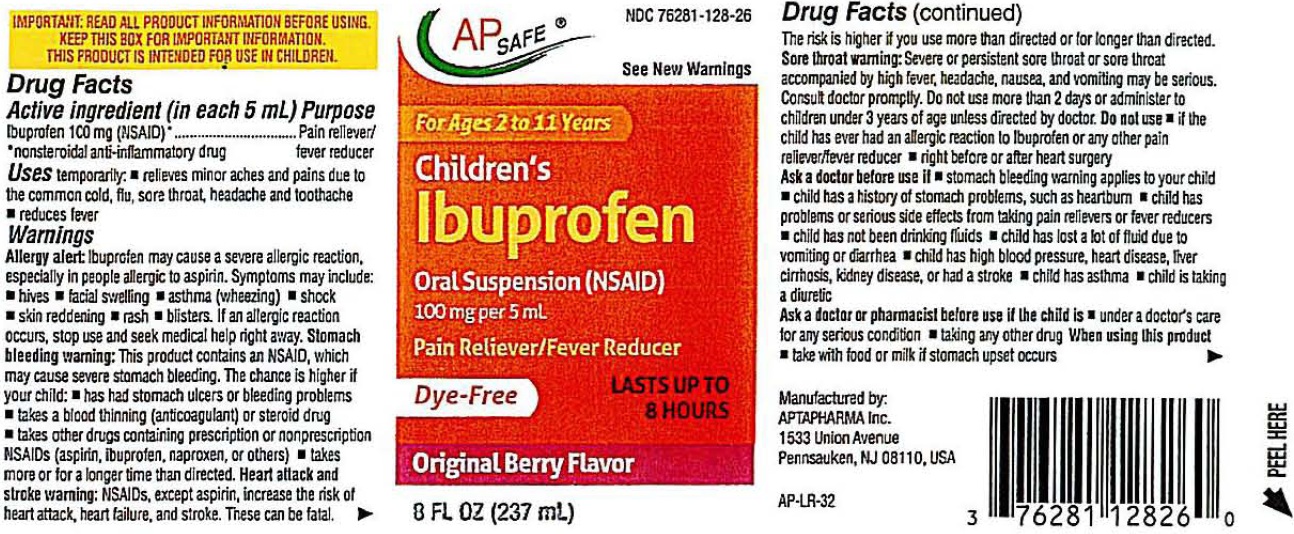 IMPORTANT: READ ALL PRODUCT INFORMATION BEFORE USING.
KEEP THIS BOX FOR IMPORTANT INFORMATION.
THIS PRODUCT IS INTENDED FOR USE IN CHILDREN.
Drug Facts
Active ingredient (in each 5 mL) Purpose
Ibuprofen 100 mg (NSAID)*.................................Pain reliever/
*nonsteroidal anti-inflammatory drug fever reducer
Uses temporarily: ■ relieves minor aches and pains due to
the common cold, flu, sore throat, headache and toothache
■ reduces fever
Warnings
Allergy alert: Ibuprofen may cause a severe allergic reaction,
especially in people allergic to aspirin. Symptoms may include:
■ hives ■ facial swelling ■ asthma (wheezing) ■ shock
■ skin reddening ■ rash ■ blisters. If an allergic reaction
occurs, stop use and seek medical help right away. Stomach
bleeding warning: This product contains an NSAID, which
may cause severe stomach bleeding. The chance is higher if
your child: ■ has had stomach ulcers or bleeding problems
■ takes a blood thinning (anticoagulant) or steroid drug
■ takes other drugs containing prescription or nonprescription
NSAIDs (aspirin, ibuprofen, naproxen, or others) ■ takes
more or for a longer time than directed. Heart attack and
stroke warning: NSAIDs, except aspirin, increase the risk of
heart attack, heart failure, and stroke. These can be fatal.
APSAFE ®
NDC 76281-128-26
See New Warnings
For Ages 2 to 11 Years
Children's
Ibuprofen
Oral Suspension (NSAID)
100 mg per 5 mL
Pain Reliever/Fever Reducer
Dye-Free
LASTS UP TO
8 HOURS
Original Berry Flavor
8 FL OZ (237 mL)
Drug Facts (continued)
The risk is higher if you use more than directed or for longer than directed.
Sore throat warning: Severe or persistent sore throat or sore throat
accompanied by high fever, headache, nausea, and vomiting may be serious.
Consult doctor promptly. Do not use more than 2 days or administer to
children under 3 years of age unless directed by doctor. Do not use ■ if the
child has ever had an allergic reaction to Ibuprofen or any other pain
reliever/fever reducer ■ right before or after heart surgery
Ask a doctor before use if ■ stomach bleeding warning applies to your child
■ child has a history of stomach problems, such as heartburn ■ child has
problems or serious side effects from taking pain relievers or fever reducers
■ child has not been drinking fluids ■ child has lost a lot of fluid due to
vomiting or diarrhea ■ child has high blood pressure, heart disease, liver
cirrhosis, kidney disease, or had a stroke ■ child has asthma ■ child is taking
a diuretic
Ask a doctor or pharmacist before use if the child is ■ under a doctor's care
for any serious condition ■ taking any other drug When using this product
■ take with food or milk if stomach upset occurs
Manufactured by:
APTAPHARMA Inc.
1533 Union Avenue
Pennsauken, NJ 08110, USA
AP-LR-32
3 76281 12826 0
PEEL HERE